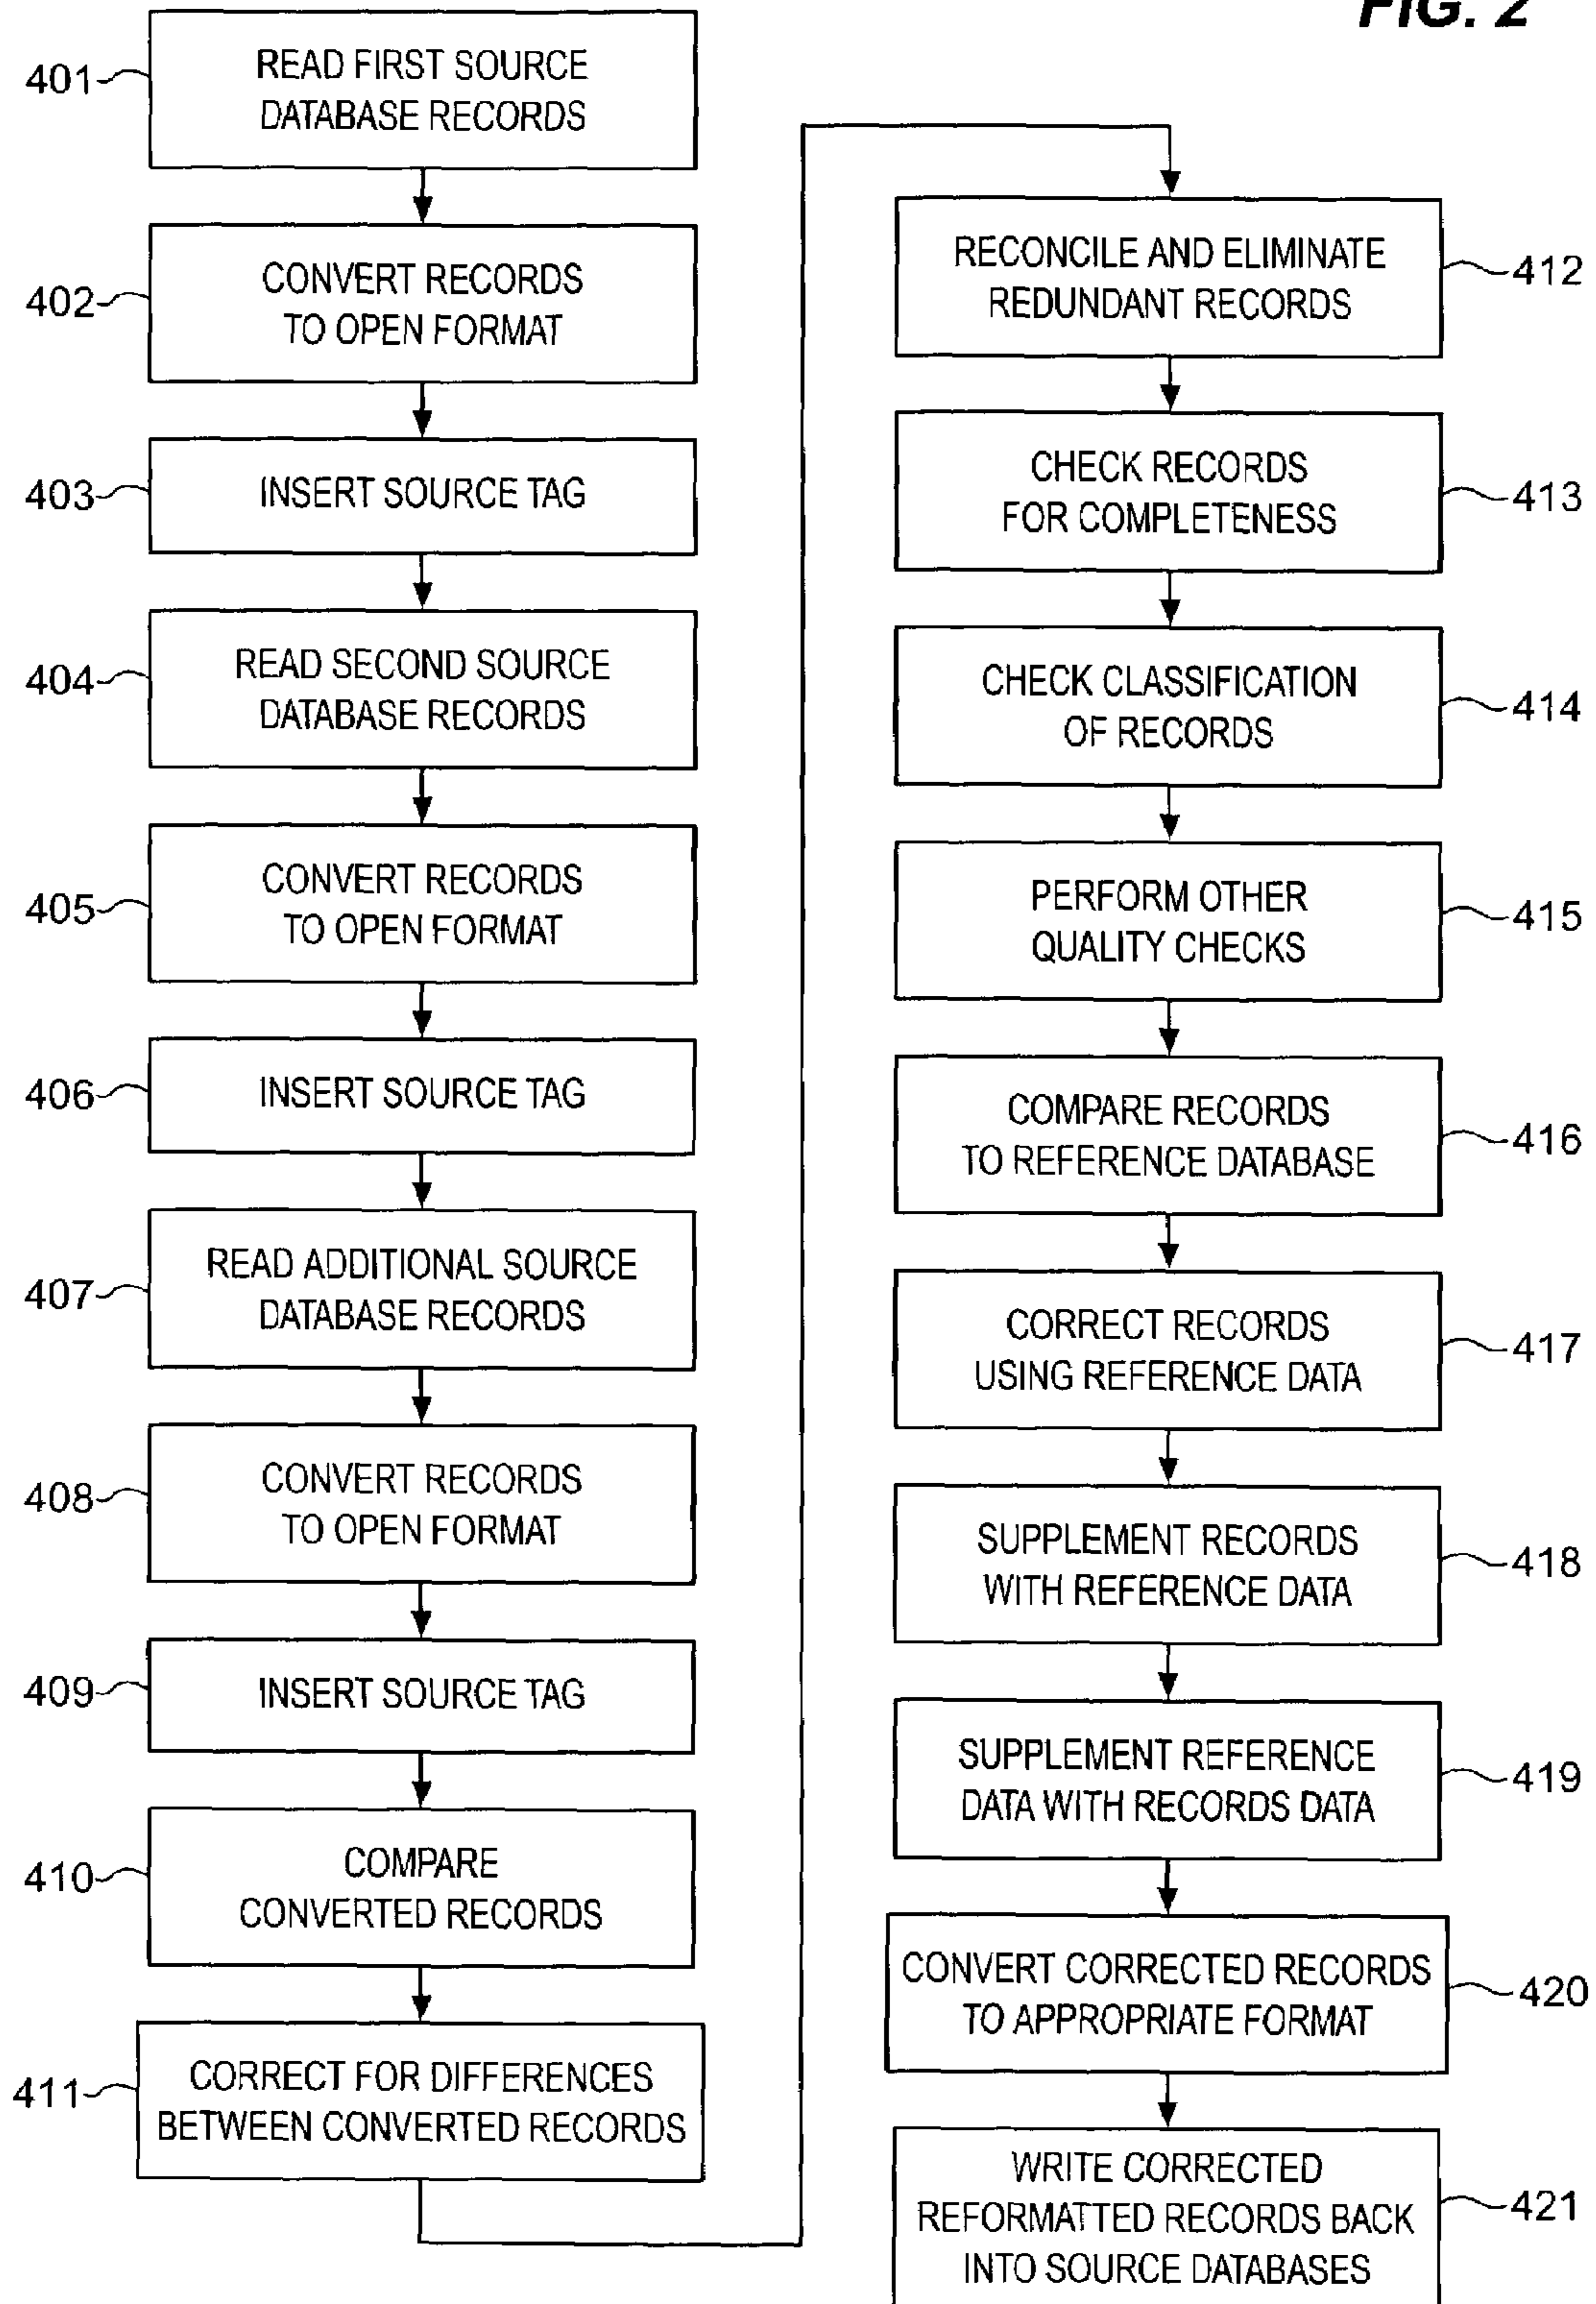 FIG. 2
401
READ FIRST SOURCE
DATABASE RECORDS
402
CONVERT RECORDS
TO OPEN FORMAT
403
INSERT SOURCE TAG
404
READ SECOND SOURCE
DATABASE RECORDS
405
CONVERT RECORDS
TO OPEN FORMAT
406
INSERT SOURCE TAG
407
READ ADDITIONAL SOURCE
DATABASE RECORDS
408
CONVERT RECORDS
TO OPEN FORMAT
409
INSERT SOURCE TAG
410
COMPARE
CONVERTED RECORDS
411
CORRECT FOR DIFFERENCES
BETWEEN CONVERTED RECORDS
RECONCILE AND ELIMINATE
REDUNDANT RECORDS
412
CHECK RECORDS
FOR COMPLETENESS
413
CHECK CLASSIFICATION
OF RECORDS
414
PERFORM OTHER
QUALITY CHECKS
415
COMPARE RECORDS
TO REFERENCE DATABASE
416
CORRECT RECORDS
USING REFERENCE DATA
417
SUPPLEMENT RECORDS
WITH REFERENCE DATA
418
SUPPLEMENT REFERENCE
DATA WITH RECORDS DATA
419
CONVERT CORRECTED RECORDS
TO APPROPRIATE FORMAT
420
WRITE CORRECTED
REFORMATTED RECORDS BACK
INTO SOURCE DATABASES
421